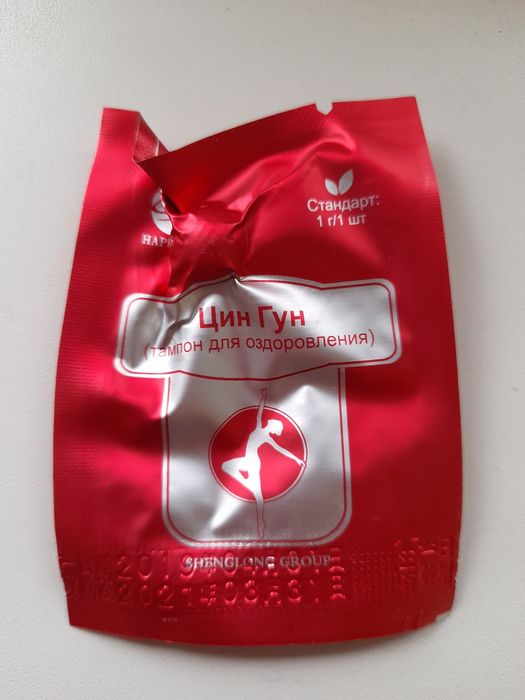 Стандарт:
1 г/1 шт
Цин Гун
(тампон для оздоровления)
SHENGLONG GROUP